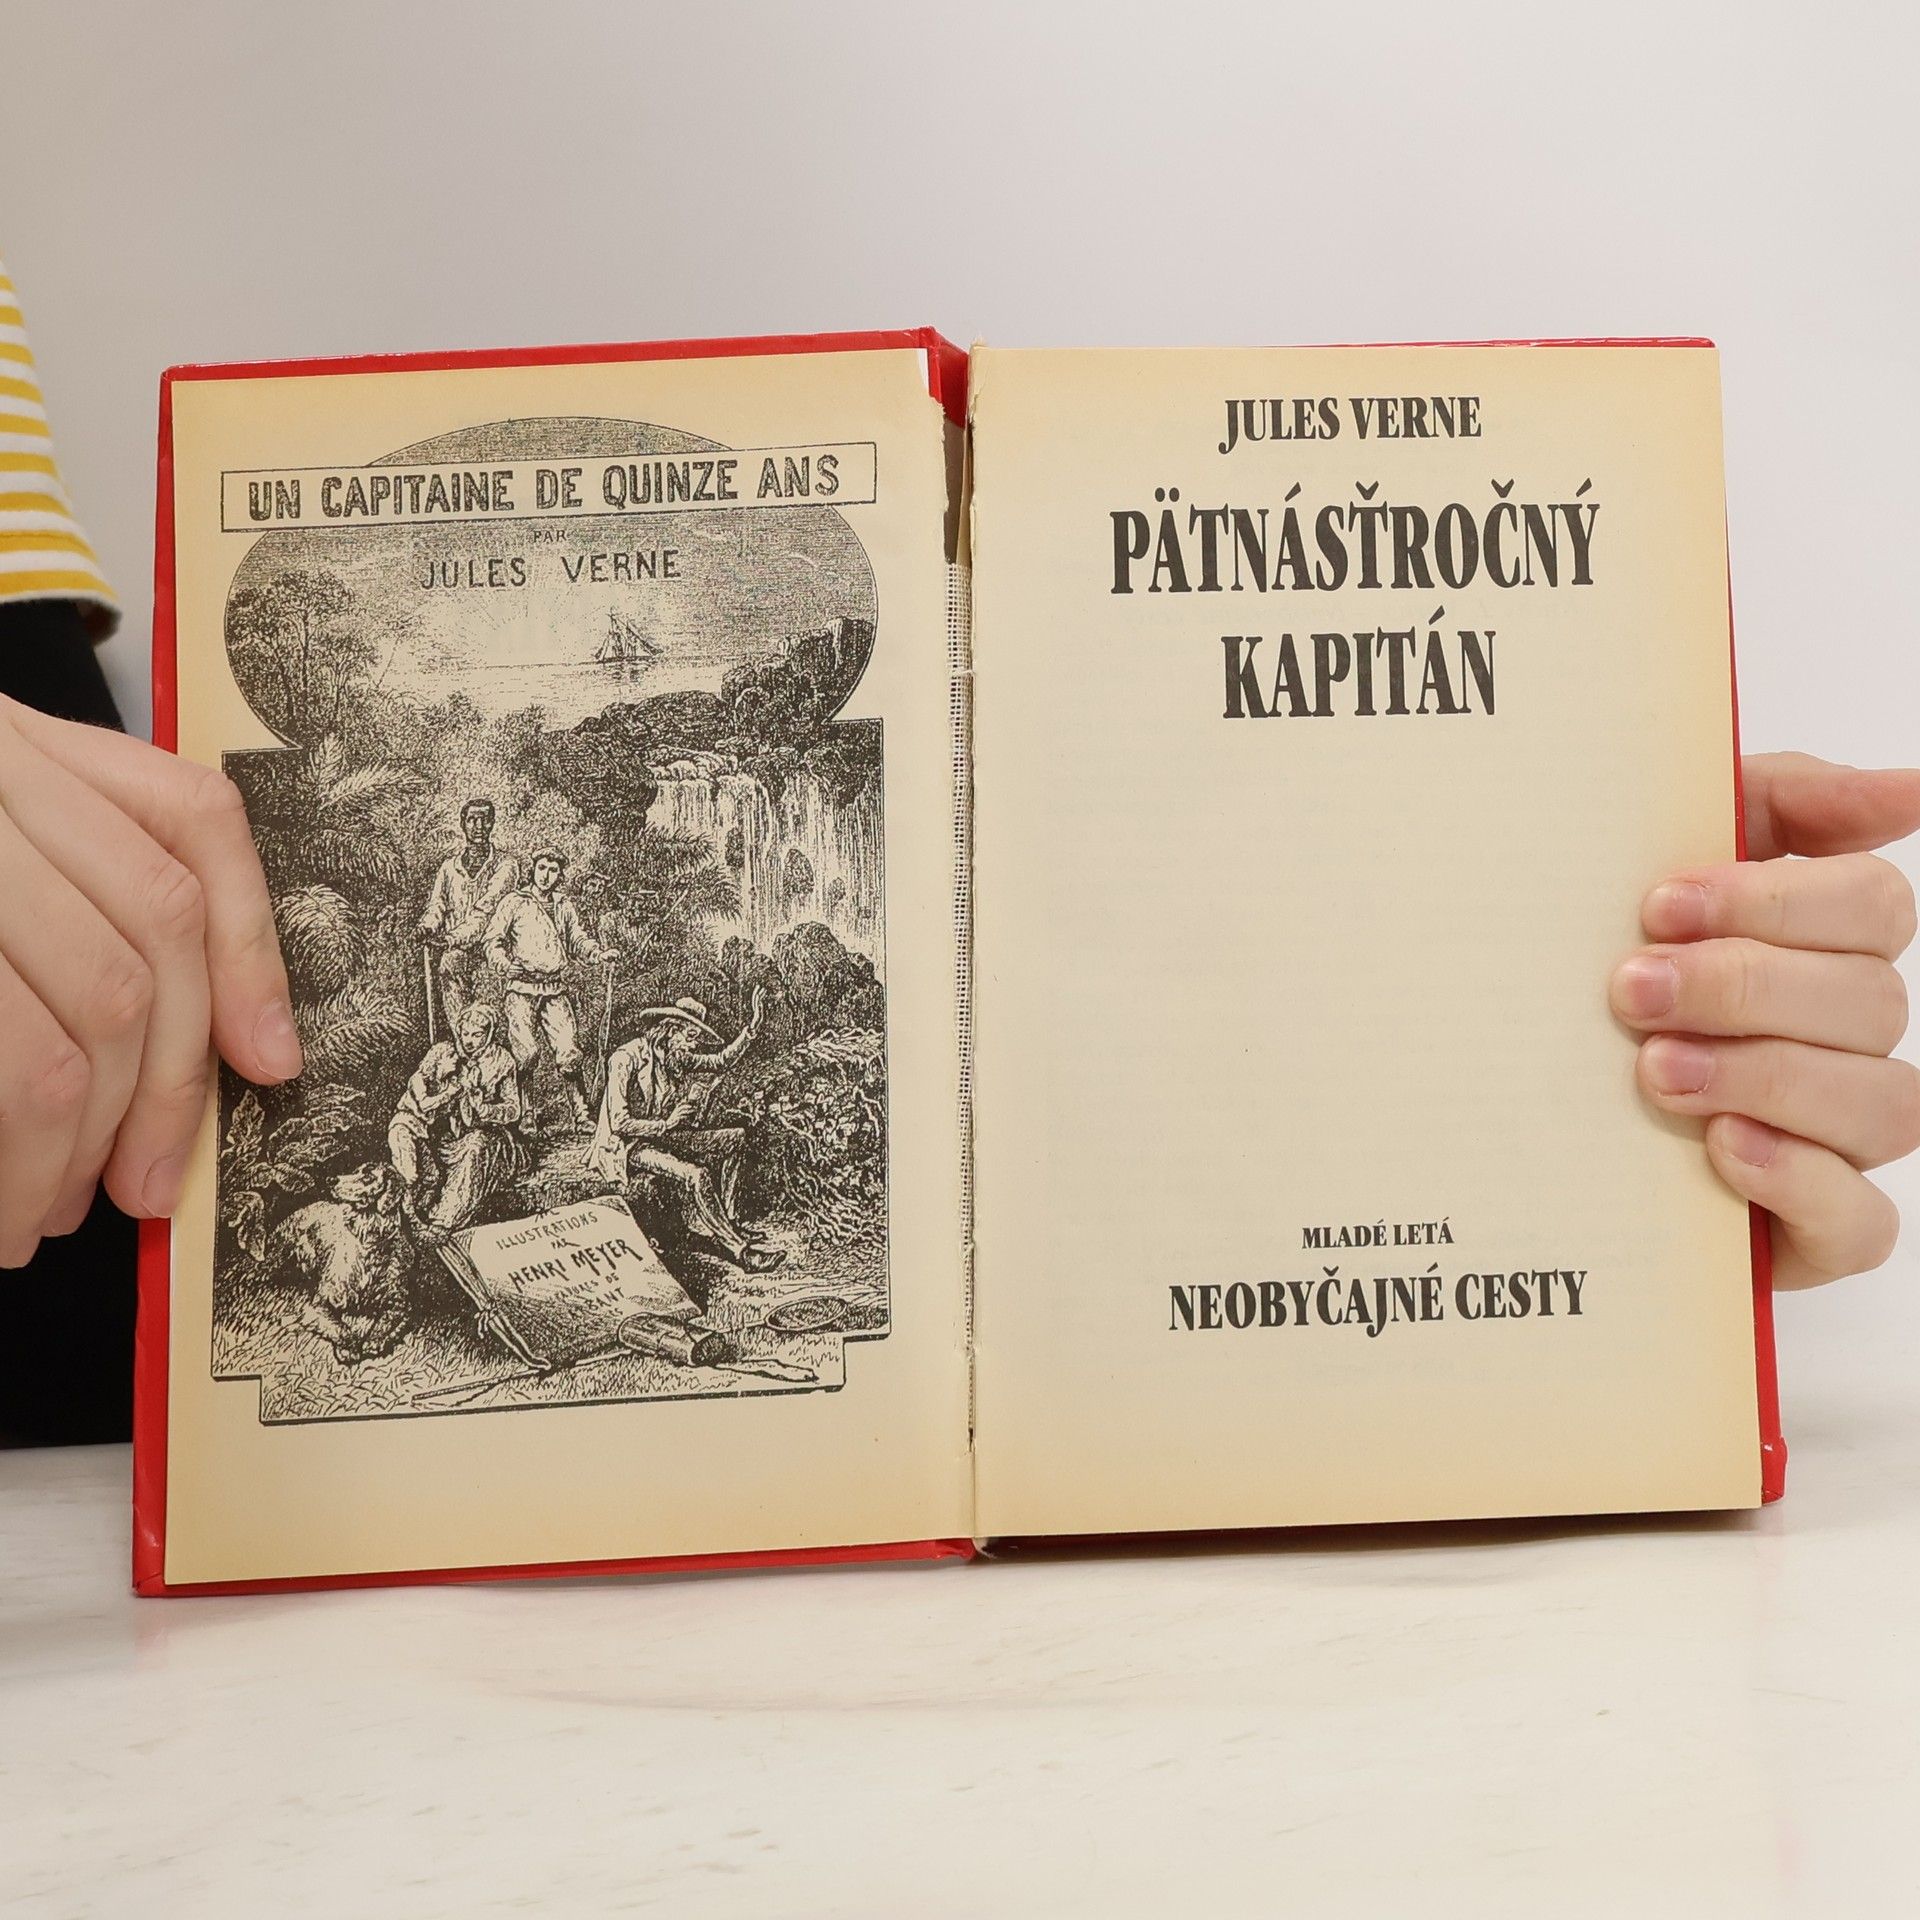 UN CAPITAINE DE QUINZE ANS
PAR
JULES VERNE
ILLUSTRATIONS
PAR
HENRI MEYER
DE
JULES VERNE
PÄTNÁSŤROČNÝ
KAPITÁN
MLADÉ LETÁ
NEOBYČAJNÉ CESTY